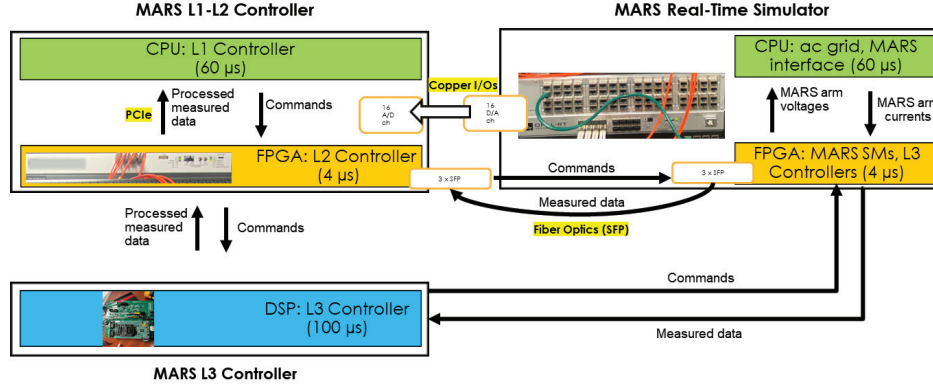 MARS L1-L2 Controller
MARS Real-Time Simulator
CPU: L1 Controller
(60 µs)
CPU: ac grid, MARS
interface (60 µs)
Copper I/Os
PCIe
Processed
measured
data
Commands
16
A/D
ch
16
D/A
ch
MARS arm
voltages
MARS arm
currents
FPGA: L2 Controller
(4 µs)
FPGA: MARS SMs, L3
Controllers (4 µs)
3 x SFP
Commands
3 x SFP
Measured data
Fiber Optics (SFP)
Processed
measured
data
Commands
Commands
DSP: L3 Controller
(100 µs)
Measured data
MARS L3 Controller